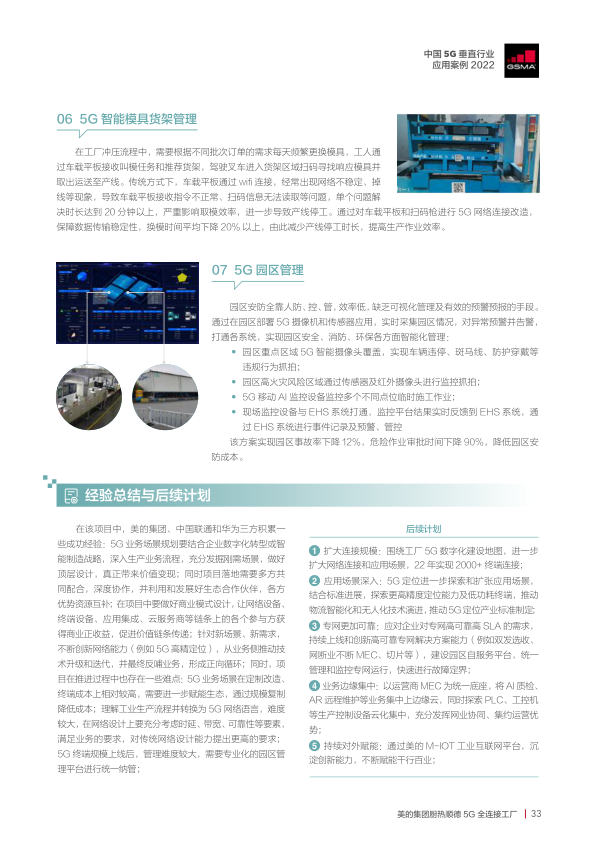 中国 5G 垂直行业
应用案例 2022
GSMA
06 5G 智能模具货架管理
在工厂冲压流程中，需要根据不同批次订单的需求每天频繁更换模具，工人通
过车载平板接收叫模任务和推荐货架，驾驶叉车进入货架区域扫码寻找响应模具并
取出运送至产线。传统方式下，车载平板通过 wifi 连接，经常出现网络不稳定、掉
线等现象，导致车载平板接收指令不正常、扫码信息无法读取等问题，单个问题解
决时长达到 20 分钟以上，严重影响取模效率，进一步导致产线停工。通过对车载平板和扫码枪进行 5G 网络连接改造，
保障数据传输稳定性，换模时间平均下降 20% 以上，由此减少产线停工时长，提高生产作业效率。
07 5G 园区管理
园区安防全靠人防、控、管，效率低，缺乏可视化管理及有效的预警预报的手段。
通过在园区部署 5G 摄像机和传感器应用，实时采集园区情况，对异常预警并告警，
打通各系统，实现园区安全、消防、环保各方面智能化管理：
• 园区重点区域 5G 智能摄像头覆盖，实现车辆违停、斑马线、防护穿戴等
违规行为抓拍；
• 园区高火灾风险区域通过传感器及红外摄像头进行监控抓拍；
• 5G 移动 AI 监控设备监控多个不同点位临时施工作业；
• 现场监控设备与 EHS 系统打通，监控平台结果实时反馈到 EHS 系统，通
过 EHS 系统进行事件记录及预警、管控
该方案实现园区事故率下降 12%，危险作业审批时间下降 90%，降低园区安
防成本。
经验总结与后续计划
在该项目中，美的集团、中国联通和华为三方积累一
些成功经验：5G 业务场景规划要结合企业数字化转型或智
能制造战略，深入生产业务流程，充分发掘刚需场景，做好
顶层设计，真正带来价值变现；同时项目落地需要多方共
同配合，深度协作，并利用和发展好生态合作伙伴，各方
优势资源互补；在项目中要做好商业模式设计，让网络设备、
终端设备、应用集成、云服务商等链条上的各个参与方获
得商业正收益，促进价值链条传递；针对新场景、新需求，
不断创新网络能力（例如 5G 高精定位），从业务侧推动技
术升级和迭代，并最终反哺业务，形成正向循环；同时，项
目在推进过程中也存在一些难点：5G 业务场景在定制改造、
终端成本上相对较高，需要进一步赋能生态，通过规模复制
降低成本；理解工业生产流程并转换为 5G 网络语言，难度
较大，在网络设计上要充分考虑时延、带宽、可靠性等要素，
满足业务的要求，对传统网络设计能力提出更高的要求；
5G 终端规模上线后，管理难度较大，需要专业化的园区管
理平台进行统一纳管；
后续计划
1 扩大连接规模：围绕工厂 5G 数字化建设地图，进一步
扩大网络连接和应用场景，22 年实现 2000+ 终端连接；
2 应用场景深入：5G 定位进一步探索和扩张应用场景，
结合标准进展，探索更高精度定位能力及低功耗终端，推动
物流智能化和无人化技术演进，推动 5G 定位产业标准制定；
3 专网更加可靠：应对企业对专网高可靠高 SLA 的需求，
持续上线和创新高可靠专网解决方案能力（例如双发选收、
网断业不断 MEC、切片等），建设园区自服务平台，统一
管理和监控专网运行，快速进行故障定界；
4 业务边缘集中：以运营商 MEC 为统一底座，将 AI 质检、
AR 远程维护等业务集中上边缘云，同时探索 PLC、工控机
等生产控制设备云化集中，充分发挥网业协同、集约运营优
势；
5 持续对外赋能：通过美的 M-IOT 工业互联网平台，沉
淀创新能力，不断赋能千行百业；
美的集团厨热顺德 5G 全连接工厂 | 33